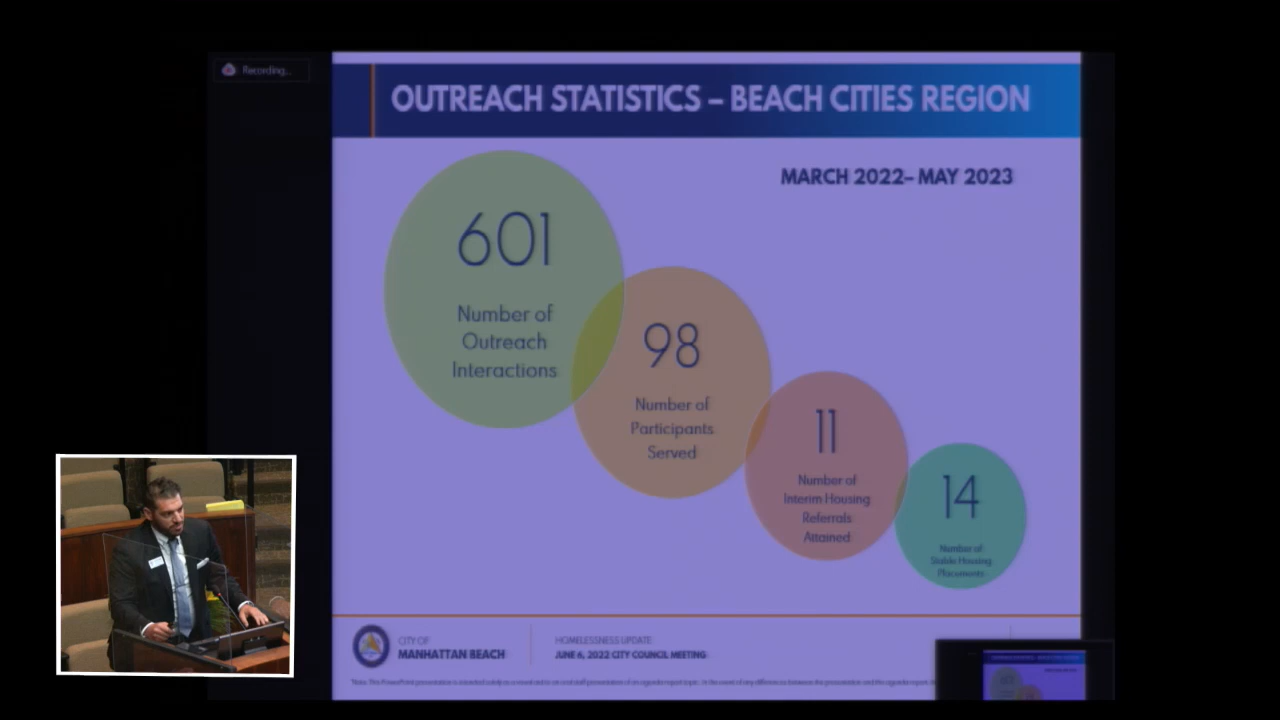 Recording...
OUTREACH STATISTICS – BEACH CITIES REGION
MARCH 2022– MAY 2023
601
Number of
Outreach
Interactions
98
Number of
Participants
Served
11
Number of
Interim Housing
Referrals
Attained
14
Number of
Stable Housing
Placements
CITY OF
MANHATTAN BEACH
HOMELESSNESS UPDATE
JUNE 6, 2022 CITY COUNCIL MEETING